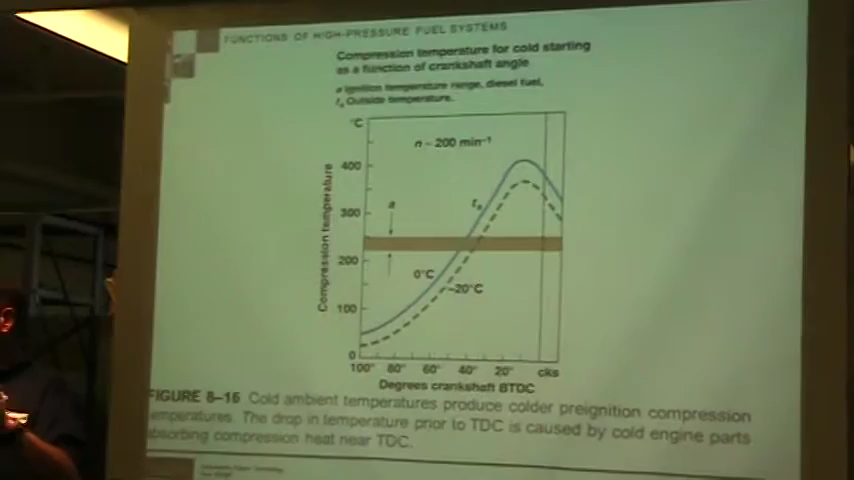 FUNCTIONS OF HIGH-PRESSURE FUEL SYSTEMS
Compression temperature for cold starting
as a function of crankshaft angle
a Ignition temperature range, diesel fuel,
tₐ Outside temperature.
°C
n - 200 min⁻¹
400
a
tₐ
300
200
0°C
-20°C
100
0
Compression temperature
100° 80° 60° 40° 20° cks
Degrees crankshaft BTDC
FIGURE 8–16 Cold ambient temperatures produce colder preignition compression
temperatures. The drop in temperature prior to TDC is caused by cold engine parts
absorbing compression heat near TDC.